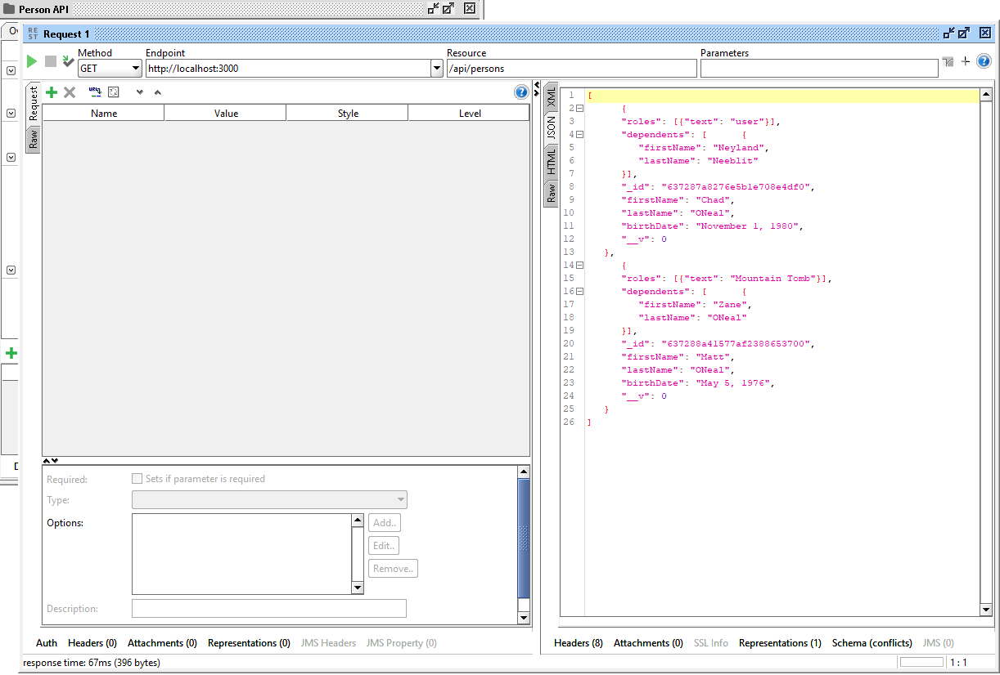 Person API
Ov
REST Request 1
Method Endpoint Resource Parameters
GET http://localhost:3000 /api/persons
Request
Raw
URL
Name Value Style Level
XML
JSON
HTML
Raw
1 [
2 {
3 "roles": [{"text": "user"}],
4 "dependents": [ {
5 "firstName": "Neyland",
6 "lastName": "Neeblit"
7 }],
8 "_id": "637287a8276e5b1e708e4df0",
9 "firstName": "Chad",
10 "lastName": "ONeal",
11 "birthDate": "November 1, 1980",
12 "__v": 0
13 },
14 {
15 "roles": [{"text": "Mountain Tomb"}],
16 "dependents": [ {
17 "firstName": "Zane",
18 "lastName": "ONeal"
19 }],
20 "_id": "637288a41577af2388653700",
21 "firstName": "Matt",
22 "lastName": "ONeal",
23 "birthDate": "May 5, 1976",
24 "__v": 0
25 }
26 ]
Required: Sets if parameter is required
Type:
Options:
Add..
Edit..
Remove..
Description:
Auth Headers (0) Attachments (0) Representations (0) JMS Headers JMS Property (0)
Headers (8) Attachments (0) SSL Info Representations (1) Schema (conflicts) JMS (0)
response time: 67ms (396 bytes)
1 : 1